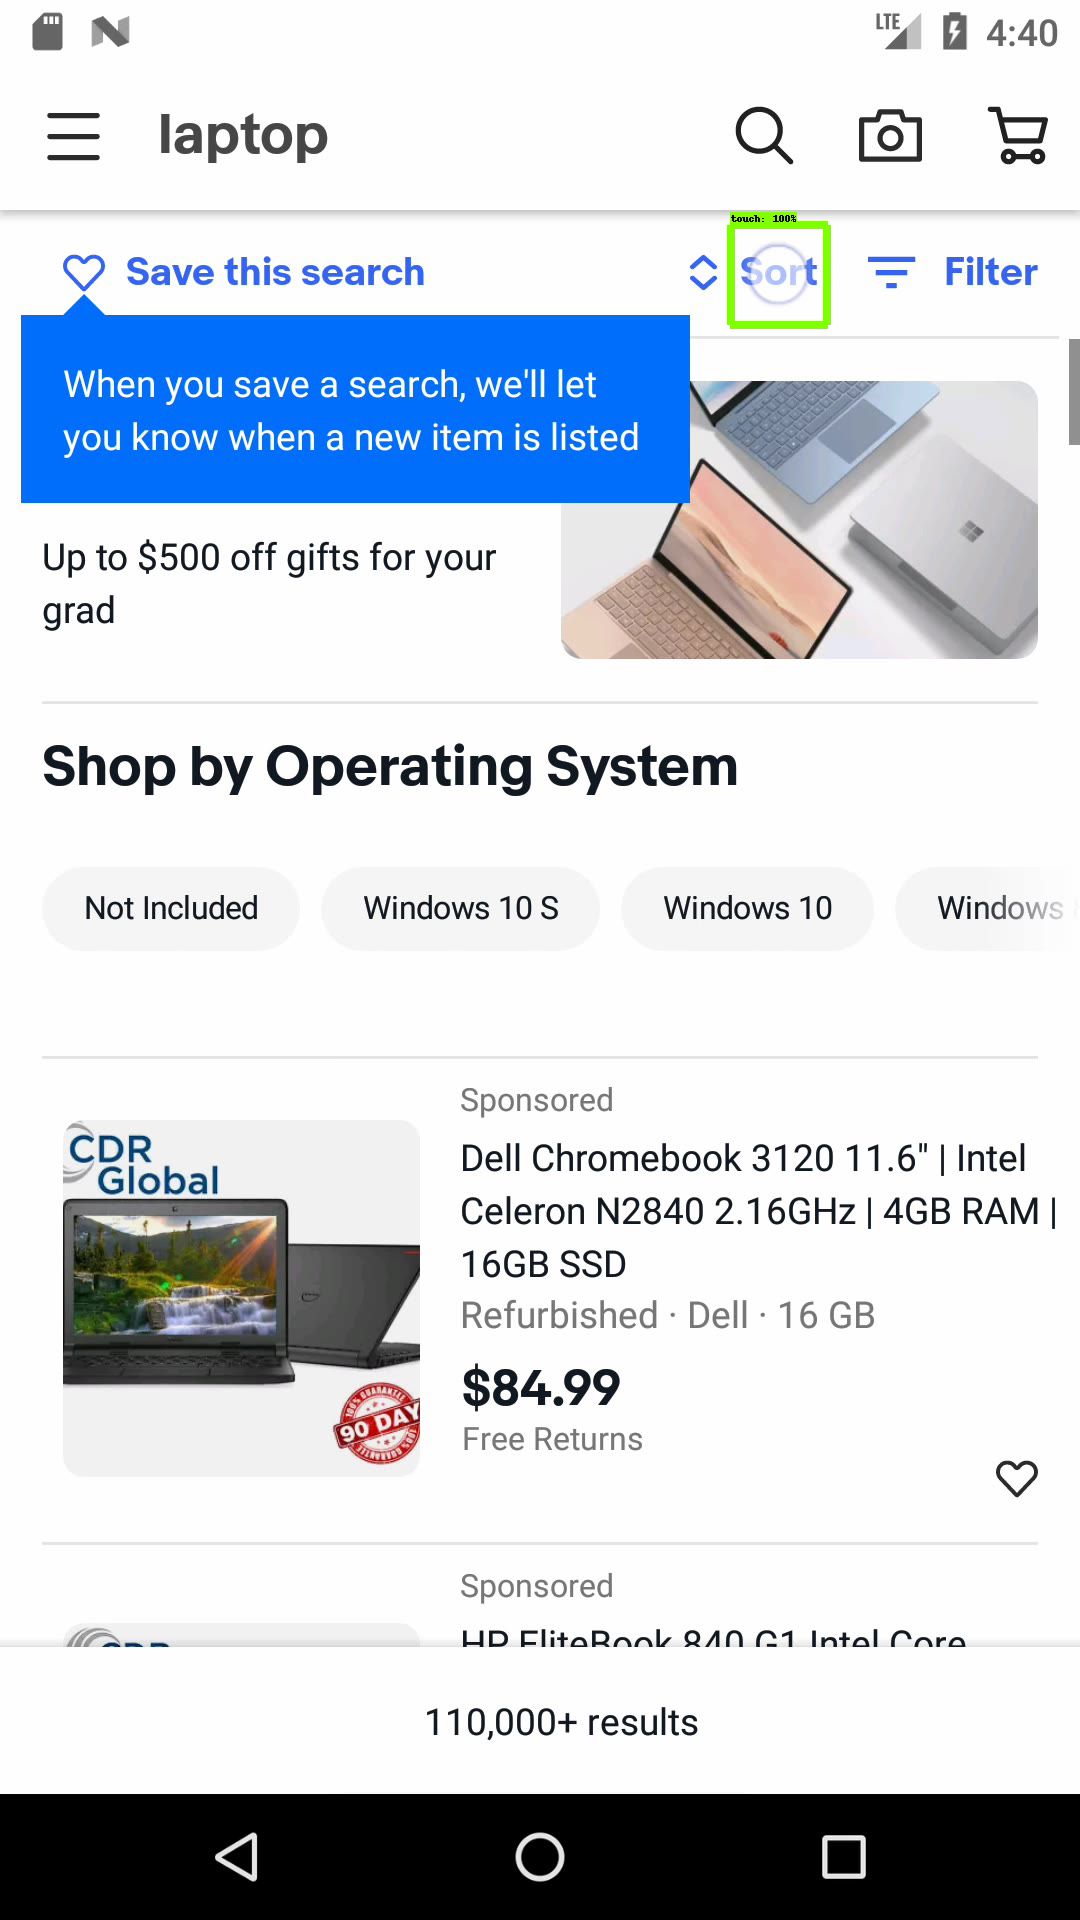 LTE 4:40
laptop
touch: 100%
Save this search
Sort
Filter
When you save a search, we'll let
you know when a new item is listed
Up to $500 off gifts for your
grad
Shop by Operating System
Not Included
Windows 10 S
Windows 10
Windows
Sponsored
CDR
Global
Dell Chromebook 3120 11.6" | Intel
Celeron N2840 2.16GHz | 4GB RAM |
16GB SSD
Refurbished · Dell · 16 GB
$84.99
Free Returns
90 DAY
Sponsored
HP EliteBook 840 G1 Intel Core
110,000+ results